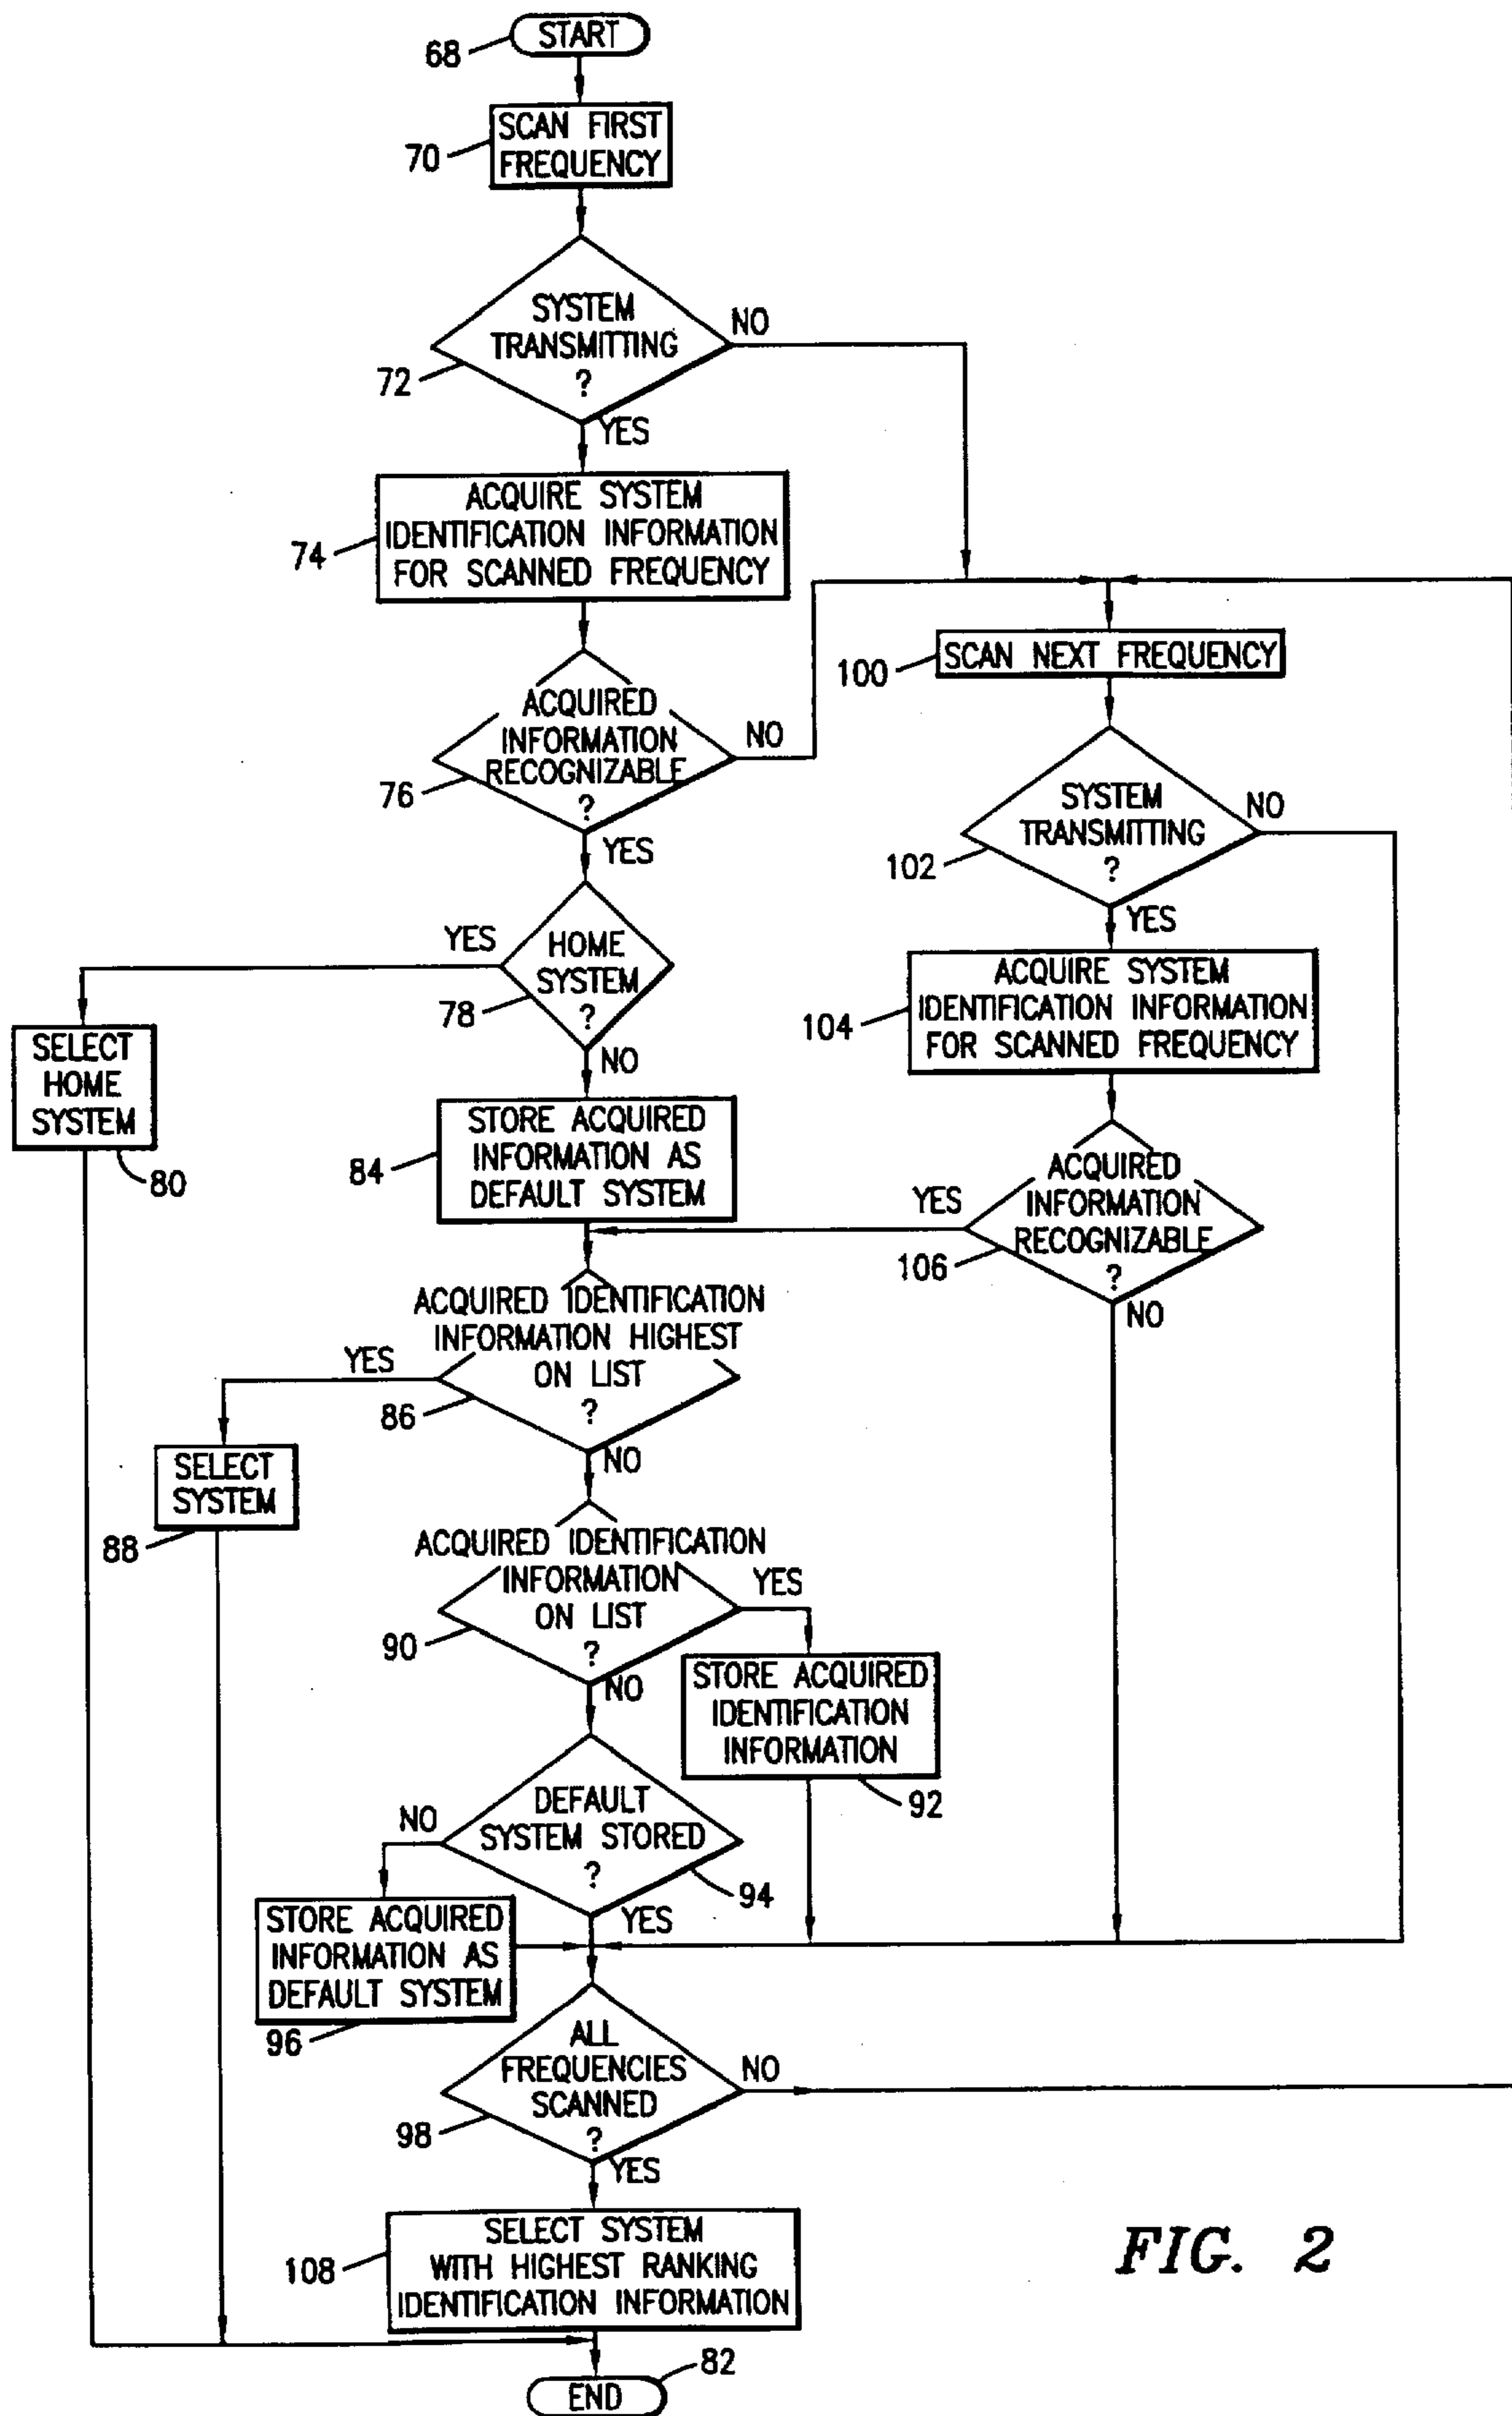 START
68
SCAN FIRST
FREQUENCY
70
SYSTEM
TRANSMITTING
?
72
NO
YES
ACQUIRE SYSTEM
IDENTIFICATION INFORMATION
FOR SCANNED FREQUENCY
74
ACQUIRED
INFORMATION
RECOGNIZABLE
?
76
NO
YES
HOME
SYSTEM
?
78
YES
NO
SELECT
HOME
SYSTEM
80
STORE ACQUIRED
INFORMATION AS
DEFAULT SYSTEM
84
SCAN NEXT FREQUENCY
100
SYSTEM
TRANSMITTING
?
102
NO
YES
ACQUIRE SYSTEM
IDENTIFICATION INFORMATION
FOR SCANNED FREQUENCY
104
ACQUIRED
INFORMATION
RECOGNIZABLE
?
106
YES
NO
ACQUIRED IDENTIFICATION
INFORMATION HIGHEST
ON LIST
?
86
YES
NO
SELECT
SYSTEM
88
ACQUIRED IDENTIFICATION
INFORMATION
ON LIST
?
90
YES
NO
STORE ACQUIRED
IDENTIFICATION
INFORMATION
92
DEFAULT
SYSTEM STORED
?
94
NO
YES
STORE ACQUIRED
INFORMATION AS
DEFAULT SYSTEM
96
ALL
FREQUENCIES
SCANNED
?
98
NO
YES
SELECT SYSTEM
WITH HIGHEST RANKING
IDENTIFICATION INFORMATION
108
END
82
FIG. 2